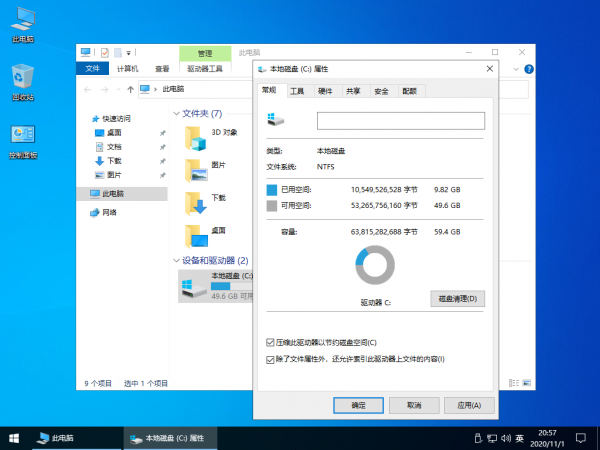 此电脑
回收站
控制面板
管理
此电脑
文件
计算机
查看
驱动器工具
此电脑
快速访问
桌面
文档
下载
图片
此电脑
网络
文件夹 (7)
3D 对象
图片
下载
桌面
设备和驱动器 (2)
本地磁盘 (C:)
49.6 GB 可用
9 个项目 选中 1 个项目
本地磁盘 (C:) 属性
常规 工具 硬件 共享 安全 配额
类型: 本地磁盘
文件系统: NTFS
已用空间: 10,549,526,528 字节 9.82 GB
可用空间: 53,265,756,160 字节 49.6 GB
容量: 63,815,282,688 字节 59.4 GB
驱动器 C:
磁盘清理(D)
压缩此驱动器以节约磁盘空间(C)
除了文件属性外，还允许索引此驱动器上文件的内容(I)
确定 取消 应用(A)
此电脑
本地磁盘 (C:) 属性
英
20:57
2020/11/1